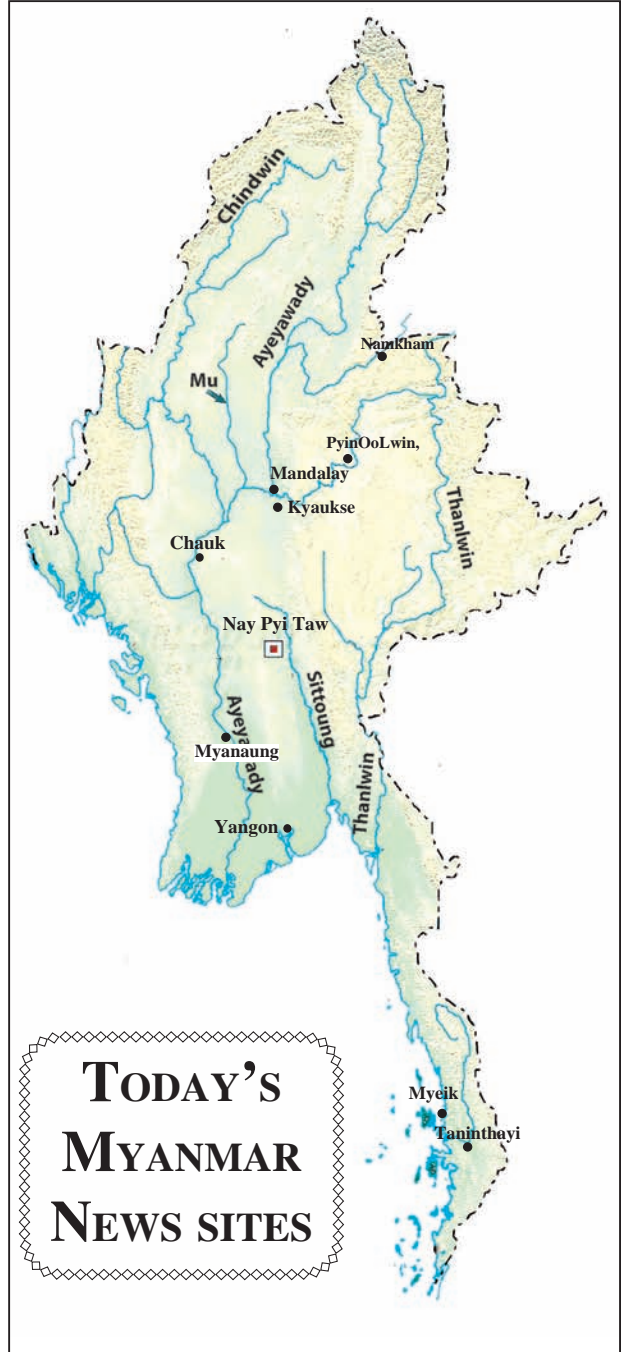 Chindwin
Ayeyawady
Namkham
Mu
PyinOoLwin,
Mandalay
Kyaukse
Thanlwin
Chauk
Nay Pyi Taw
Sittoung
Ayeyawady
Myanaung
Thanlwin
Yangon
TODAY'S
MYANMAR
NEWS SITES
Myeik
Taninthayi